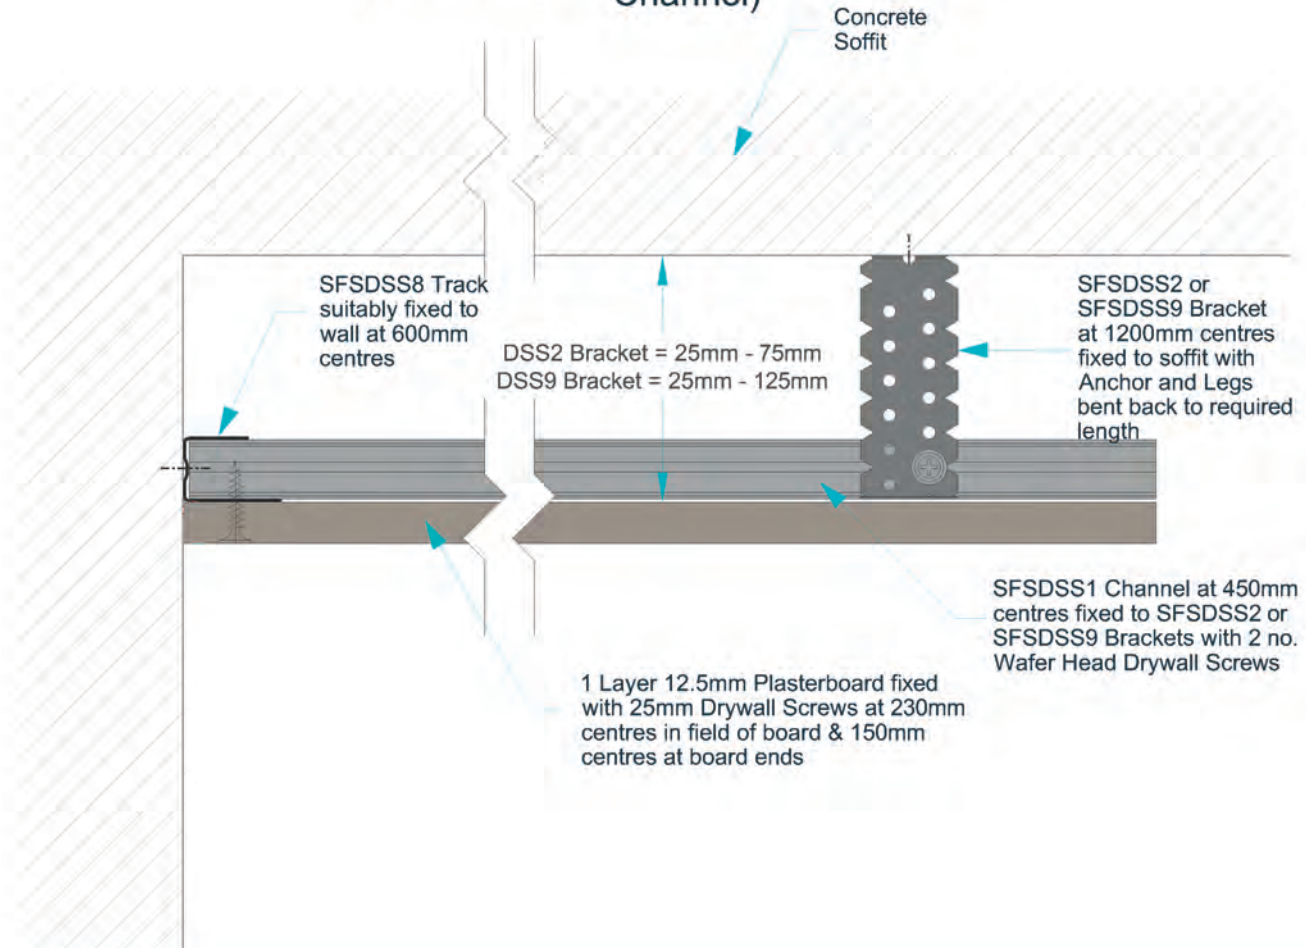 Channel)
Concrete
Soffit
SFSDSS8 Track
suitably fixed to
wall at 600mm
centres
DSS2 Bracket = 25mm - 75mm
DSS9 Bracket = 25mm - 125mm
SFSDSS2 or
SFSDSS9 Bracket
at 1200mm centres
fixed to soffit with
Anchor and Legs
bent back to required
length
SFSDSS1 Channel at 450mm
centres fixed to SFSDSS2 or
SFSDSS9 Brackets with 2 no.
Wafer Head Drywall Screws
1 Layer 12.5mm Plasterboard fixed
with 25mm Drywall Screws at 230mm
centres in field of board & 150mm
centres at board ends